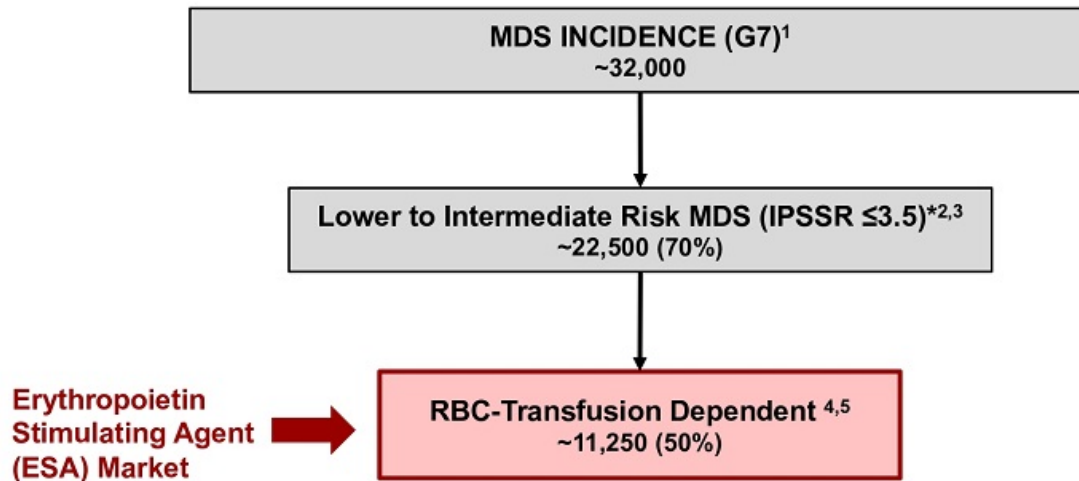 MDS INCIDENCE (G7)¹
~32,000
Lower to Intermediate Risk MDS (IPSSR ≤3.5)*²,³
~22,500 (70%)
Erythropoietin
Stimulating Agent
(ESA) Market
RBC-Transfusion Dependent ⁴,⁵
~11,250 (50%)